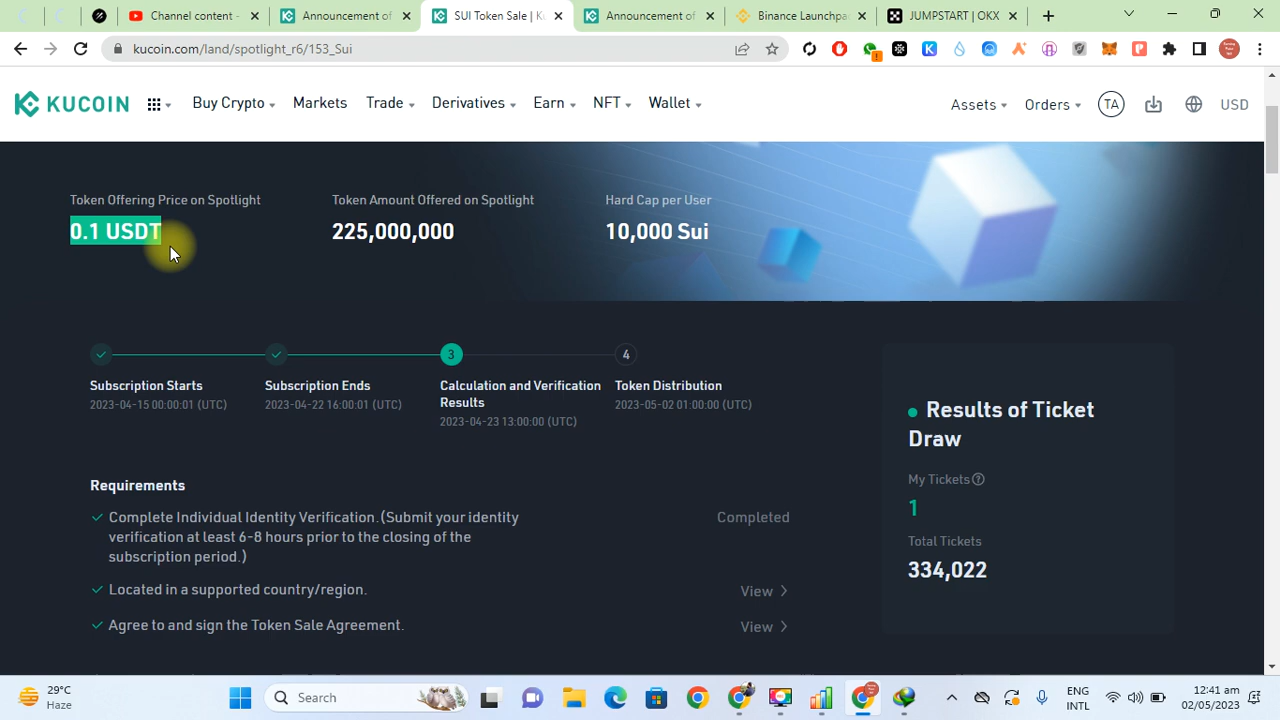 Channel content -
Announcement of
SUI Token Sale | Ku
Announcement of
Binance Launchpa
JUMPSTART | OKX
kucoin.com/land/spotlight_r6/153_Sui
KUCOIN
Buy Crypto
Markets
Trade
Derivatives
Earn
NFT
Wallet
Assets
Orders
TA
USD
Token Offering Price on Spotlight
0.1 USDT
Token Amount Offered on Spotlight
225,000,000
Hard Cap per User
10,000 Sui
3
4
Subscription Starts
2023-04-15 00:00:01 (UTC)
Subscription Ends
2023-04-22 16:00:01 (UTC)
Calculation and Verification
Results
2023-04-23 13:00:00 (UTC)
Token Distribution
2023-05-02 01:00:00 (UTC)
Results of Ticket
Draw
My Tickets
1
Total Tickets
334,022
Requirements
Complete Individual Identity Verification.(Submit your identity
verification at least 6-8 hours prior to the closing of the
subscription period.)
Completed
Located in a supported country/region.
View
Agree to and sign the Token Sale Agreement.
View
29°C
Haze
Search
ENG
INTL
12:41 am
02/05/2023